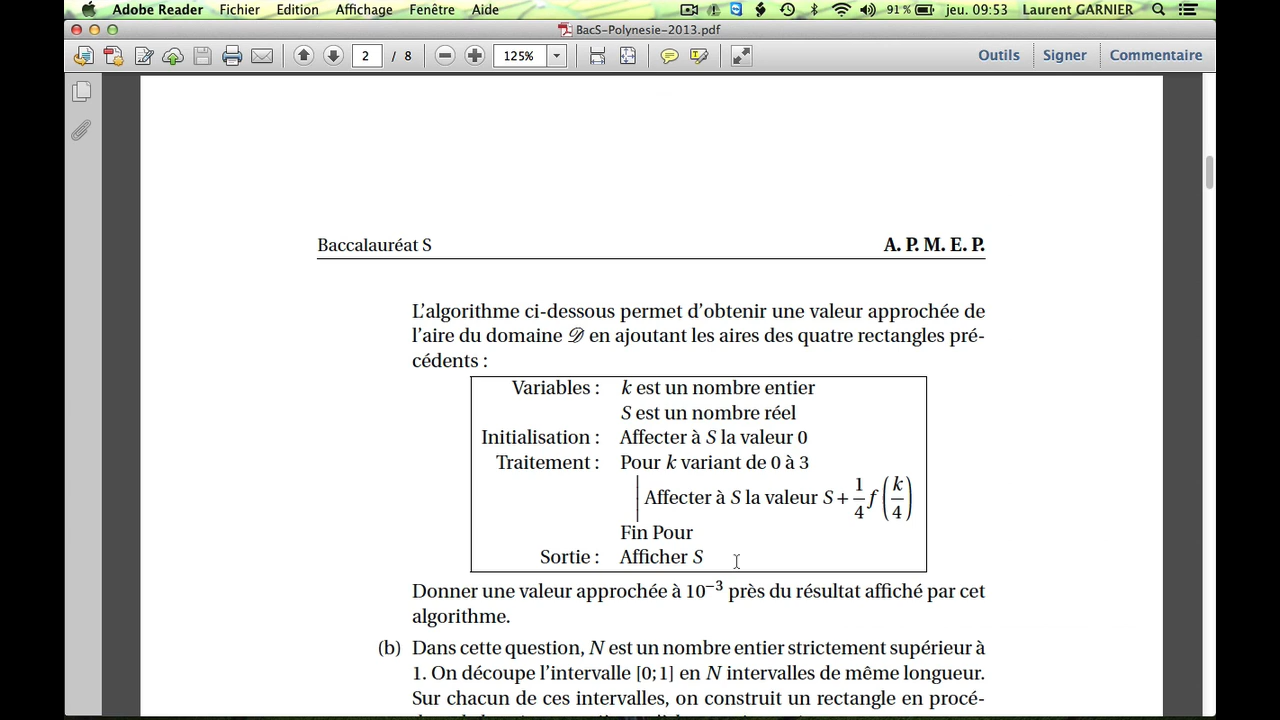 Adobe Reader Fichier Edition Affichage Fenêtre Aide 91 % jeu. 09:53 Laurent GARNIER
BacS-Polynesie-2013.pdf
2 / 8 125% Outils Signer Commentaire
Baccalauréat S A. P. M. E. P.
L'algorithme ci-dessous permet d'obtenir une valeur approchée de
l'aire du domaine 𝒟 en ajoutant les aires des quatre rectangles pré-
cédents :
Variables : k est un nombre entier
S est un nombre réel
Initialisation : Affecter à S la valeur 0
Traitement : Pour k variant de 0 à 3
Affecter à S la valeur S + 1/4 f (k/4)
Fin Pour
Sortie : Afficher S
Donner une valeur approchée à 10⁻³ près du résultat affiché par cet
algorithme.
(b) Dans cette question, N est un nombre entier strictement supérieur à
1. On découpe l'intervalle [0;1] en N intervalles de même longueur.
Sur chacun de ces intervalles, on construit un rectangle en procé-